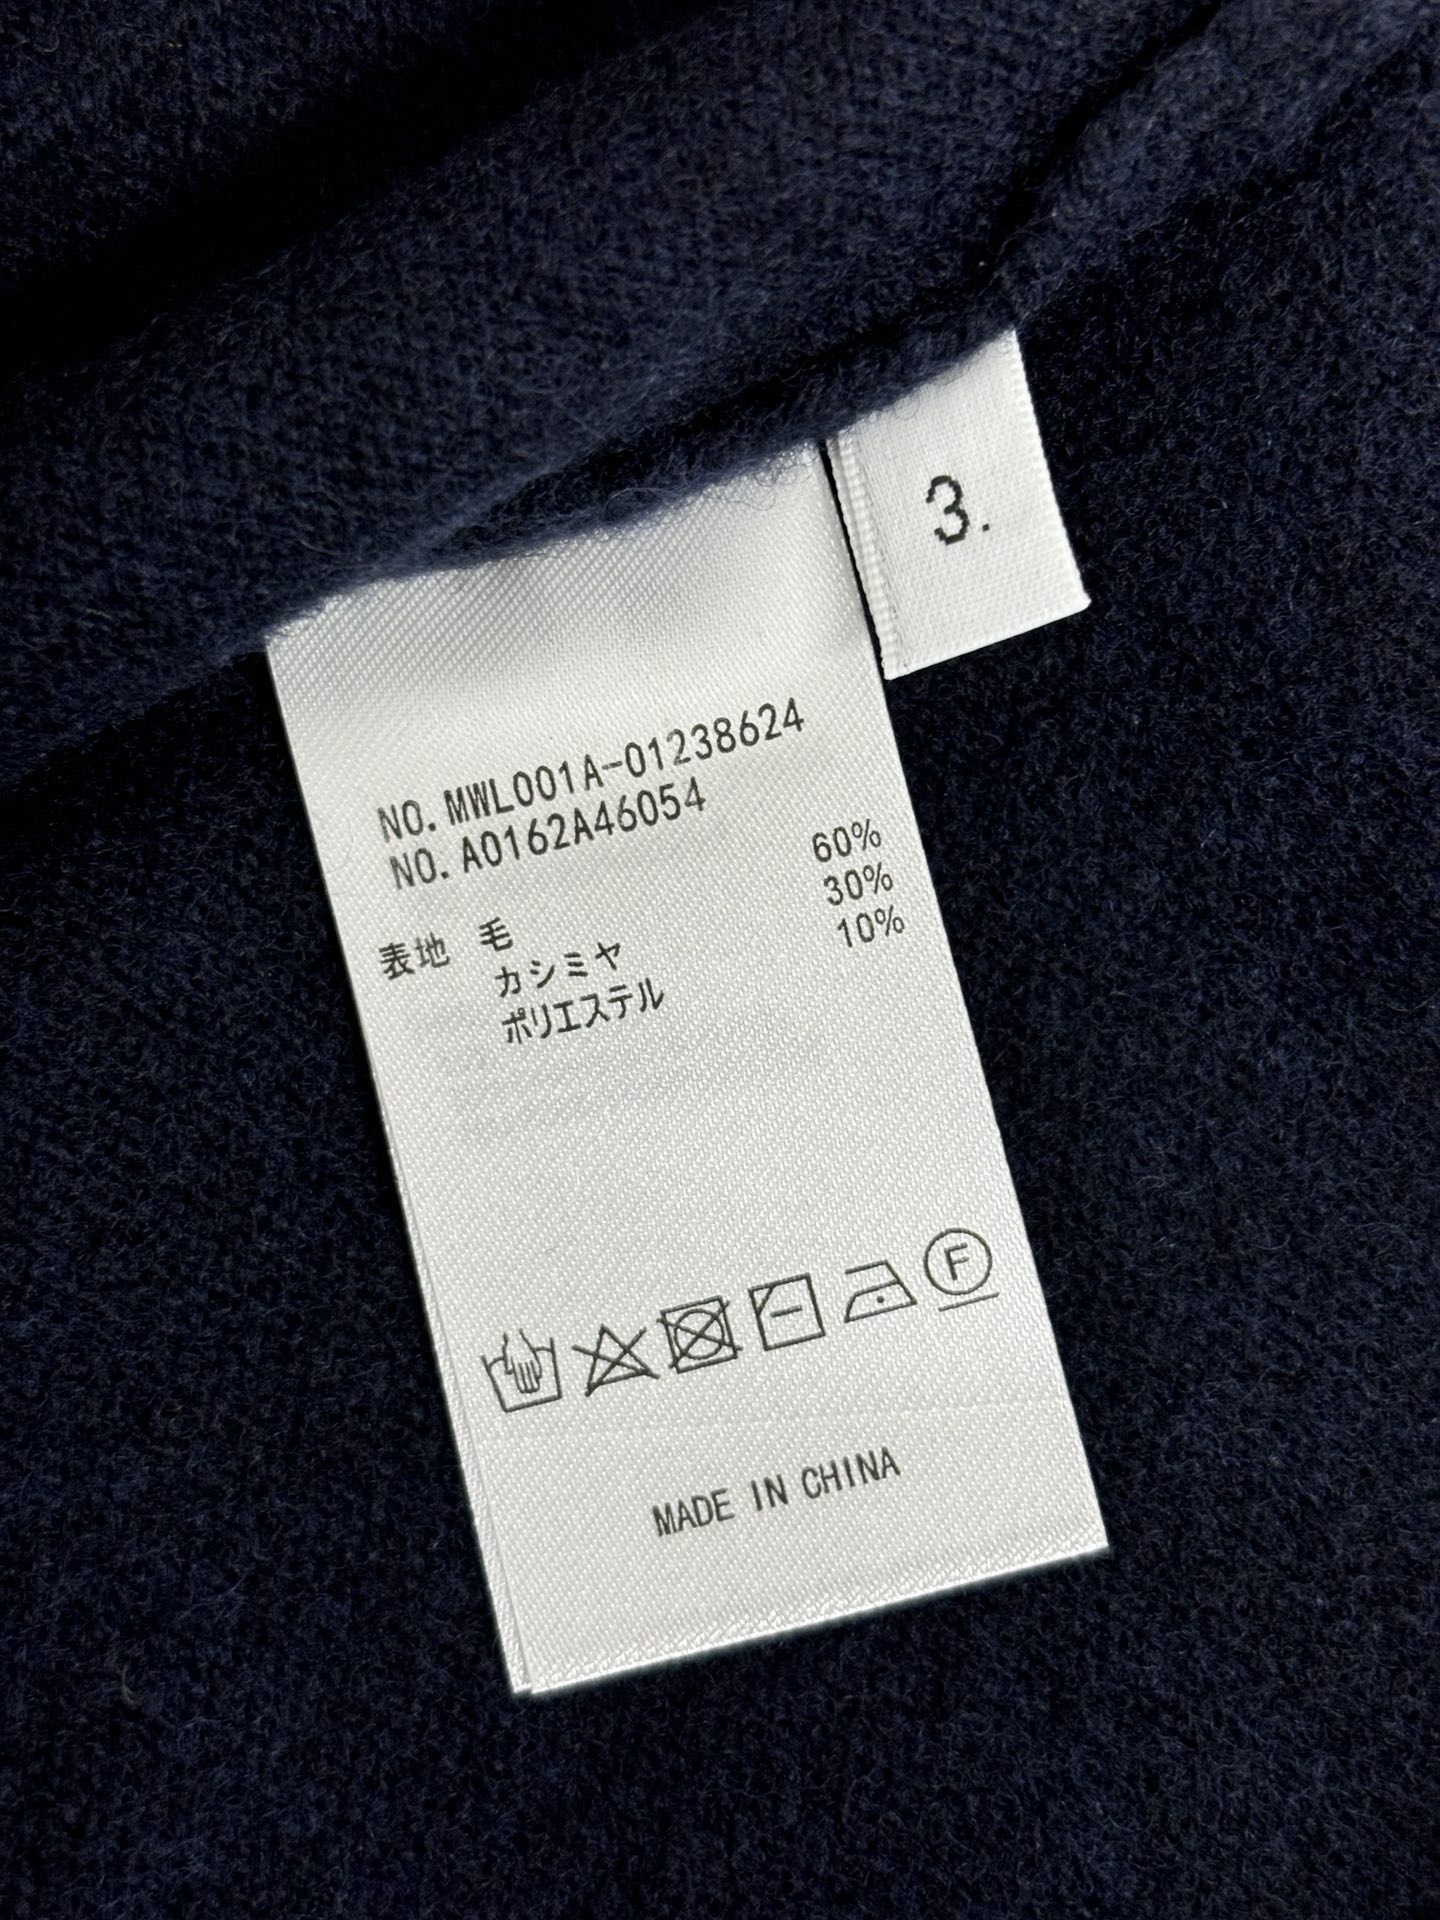 3.
NO. MWL001A-01238624
NO. A0162A46054
表地 毛 60%
カシミヤ 30%
ポリエステル 10%
F
MADE IN CHINA